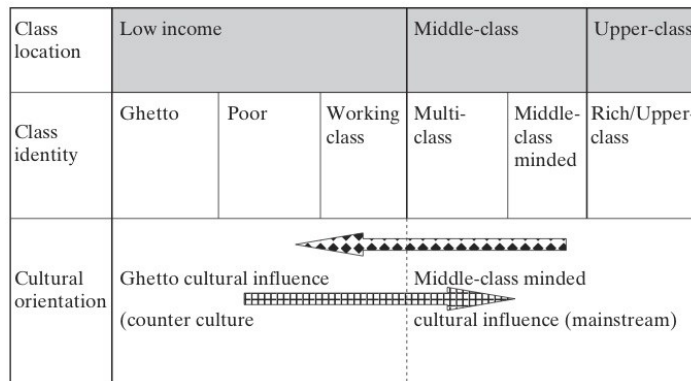 Class location
Low income
Middle-class
Upper-class
Class identity
Ghetto
Poor
Working class
Multi-class
Middle-class minded
Rich/Upper-class
Cultural orientation
Ghetto cultural influence
(counter culture
Middle-class minded
cultural influence (mainstream)